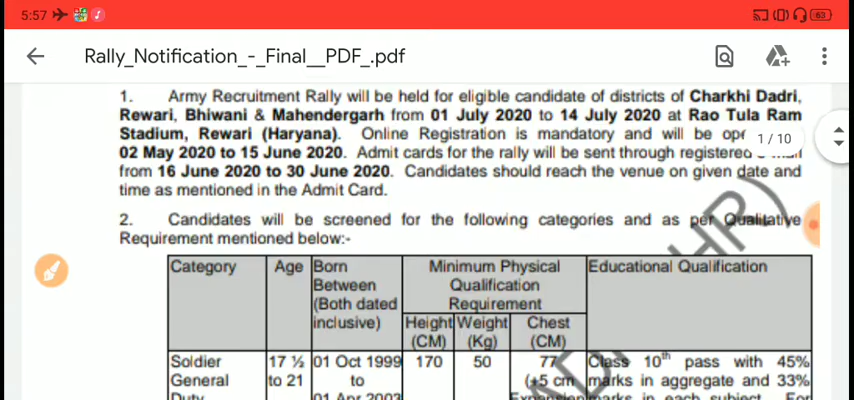 5:57
63
Rally_Notification_-_Final__PDF_.pdf
1. Army Recruitment Rally will be held for eligible candidate of districts of Charkhi Dadri,
Rewari, Bhiwani & Mahendergarh from 01 July 2020 to 14 July 2020 at Rao Tula Ram
Stadium, Rewari (Haryana). Online Registration is mandatory and will be
1 / 10
02 May 2020 to 15 June 2020. Admit cards for the rally will be sent through registered
from 16 June 2020 to 30 June 2020. Candidates should reach the venue on given date and
time as mentioned in the Admit Card.
2. Candidates will be screened for the following categories and as per Qualitative
Requirement mentioned below:-
Category Age Born Minimum Physical Educational Qualification
Between Qualification
(Both dated Requirement
inclusive) Height Weight Chest
(CM) (Kg) (CM)
Soldier 17 ½ 01 Oct 1999 170 50 77 Class 10th pass with 45%
General to 21 to (+5 cm marks in aggregate and 33%
Duty 01 Apr 2003 Expansion marks in each subject. For